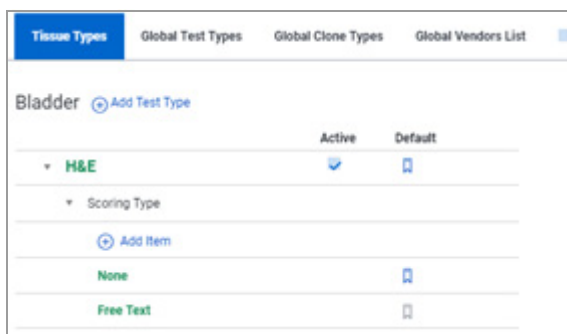 Tissue Types Global Test Types Global Clone Types Global Vendors List
Bladder Add Test Type
Active Default
H&E
Scoring Type
Add Item
None
Free Text